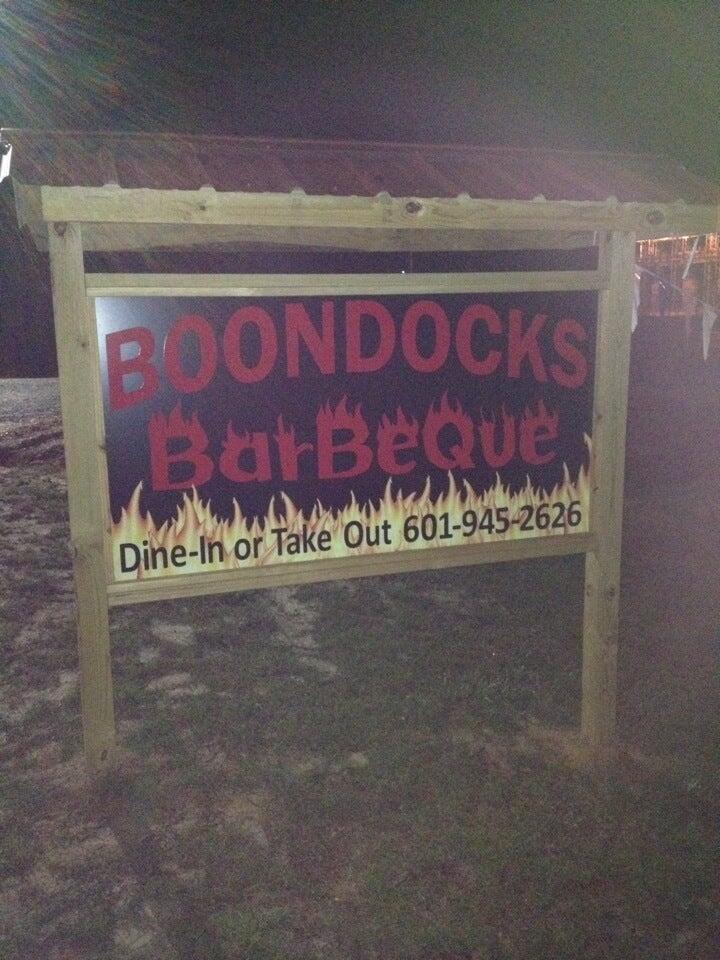 BOONDOCKS
BarBeQue
Dine-In or Take Out 601-945-2626